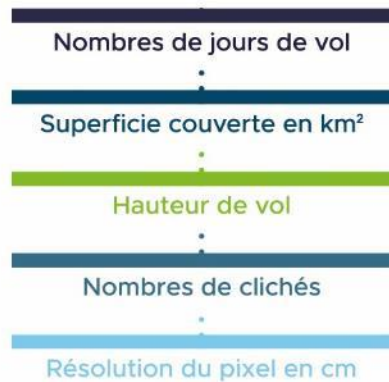 Nombres de jours de vol
Superficie couverte en km²
Hauteur de vol
Nombres de clichés
Résolution du pixel en cm